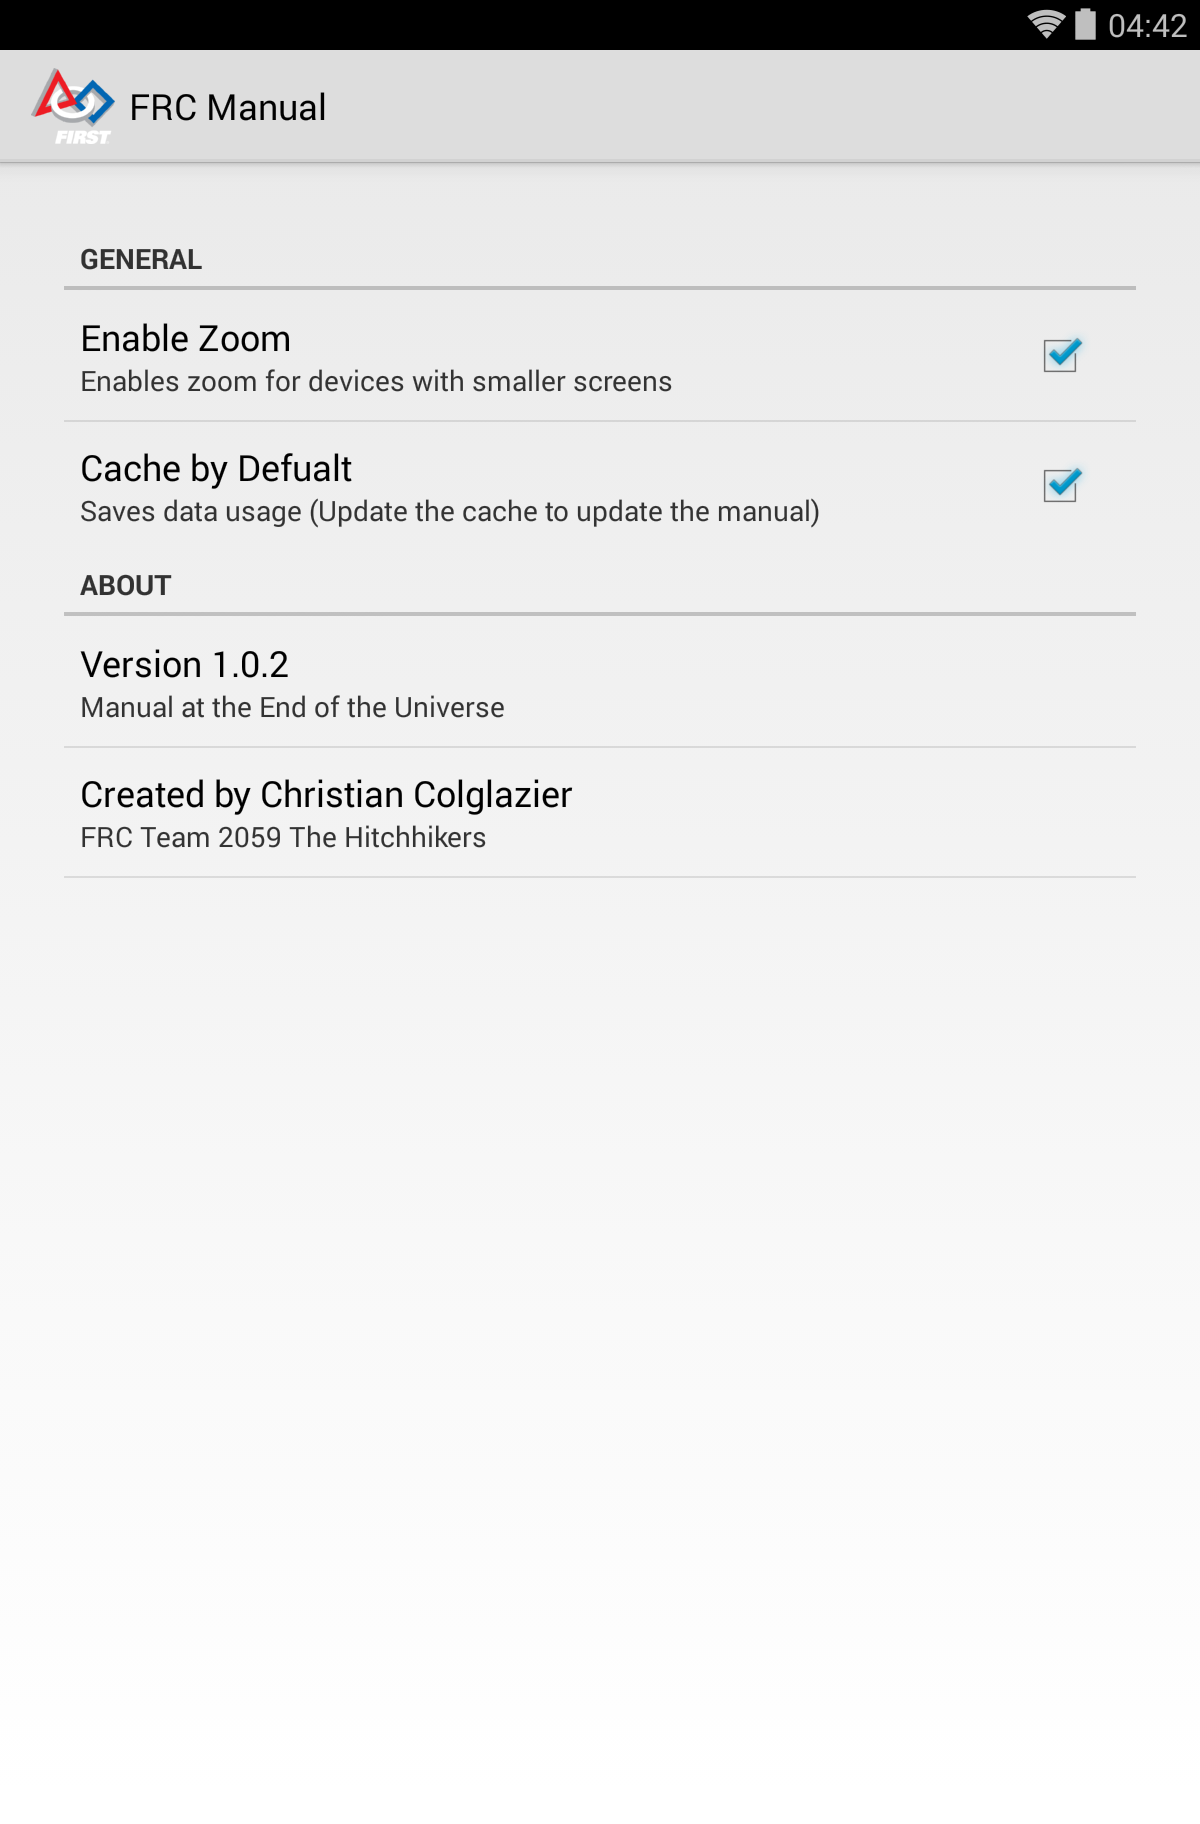 04:42
FIRST
FRC Manual
GENERAL
Enable Zoom
Enables zoom for devices with smaller screens
Cache by Defualt
Saves data usage (Update the cache to update the manual)
ABOUT
Version 1.0.2
Manual at the End of the Universe
Created by Christian Colglazier
FRC Team 2059 The Hitchhikers